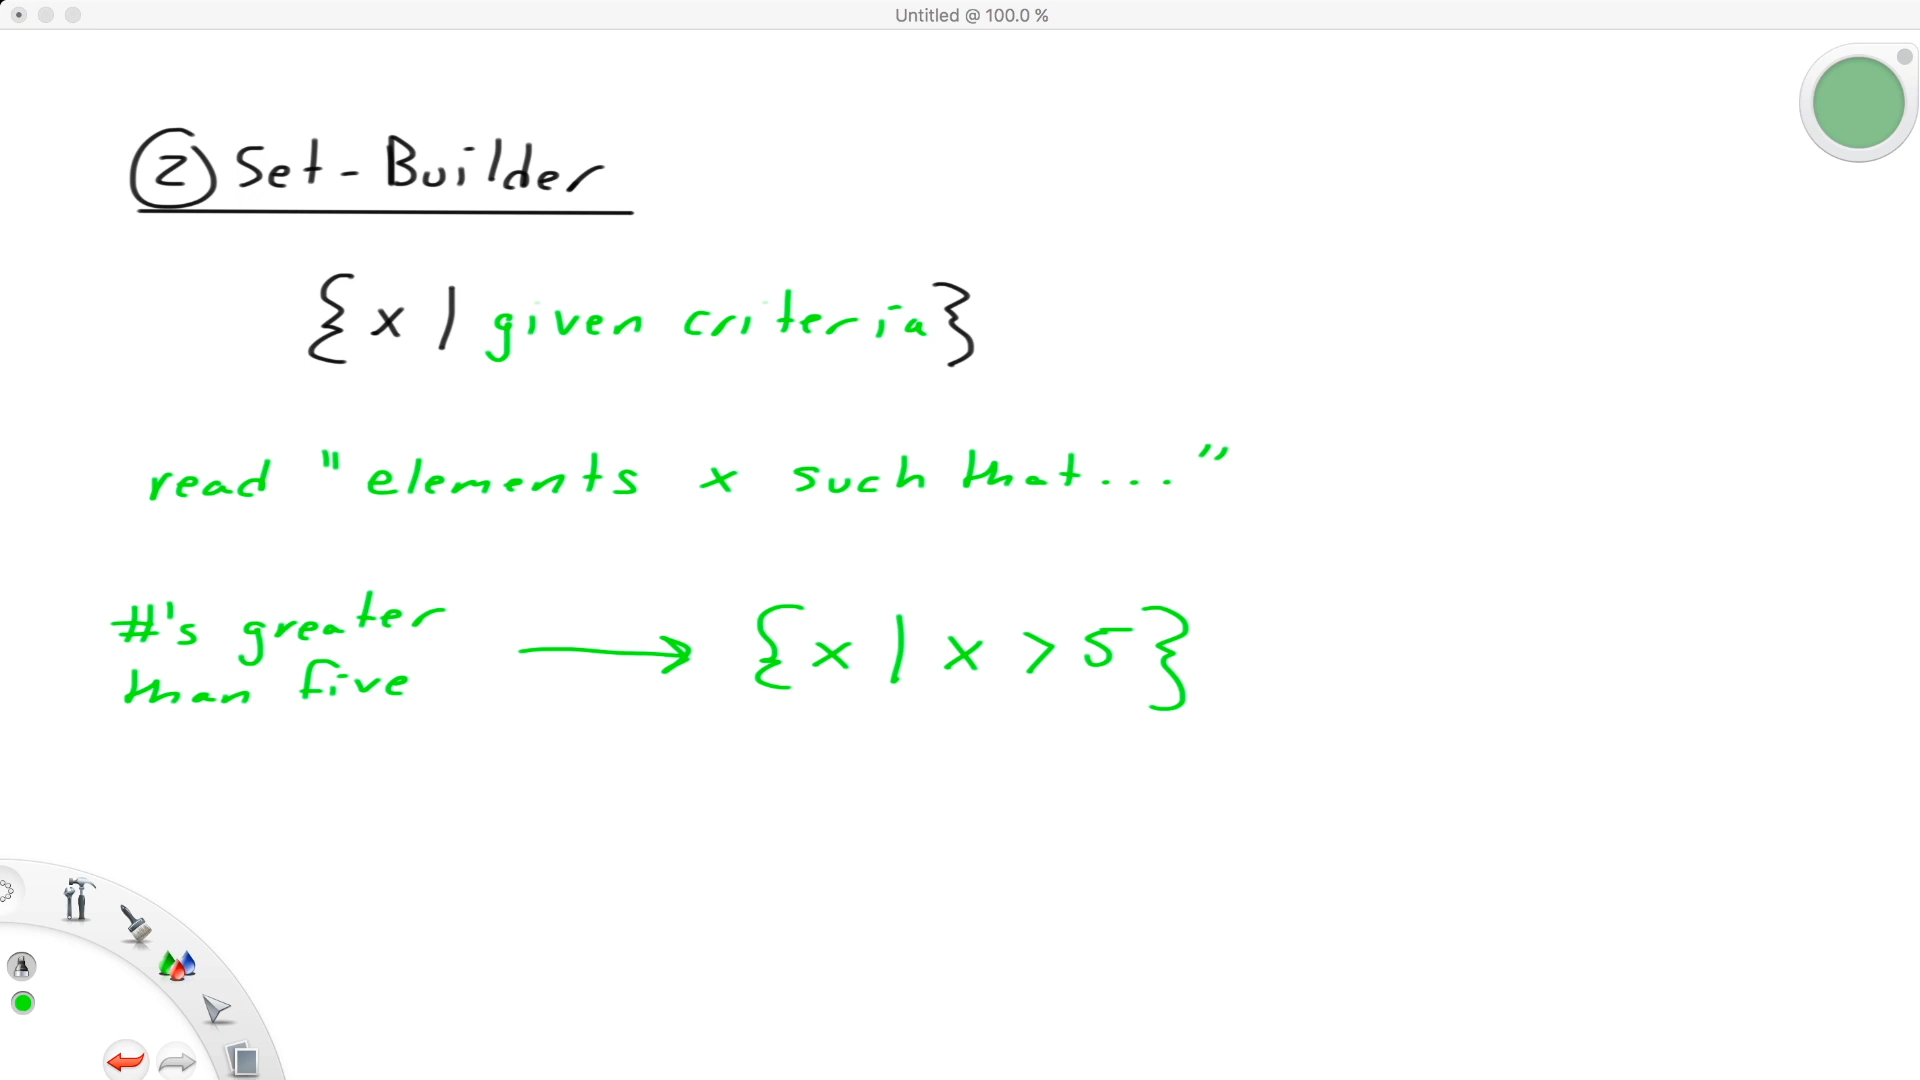 Untitled @ 100.0 %
② Set-Builder
{x | given criteria}
read "elements x such that..."
#'s greater
than five → {x | x > 5}